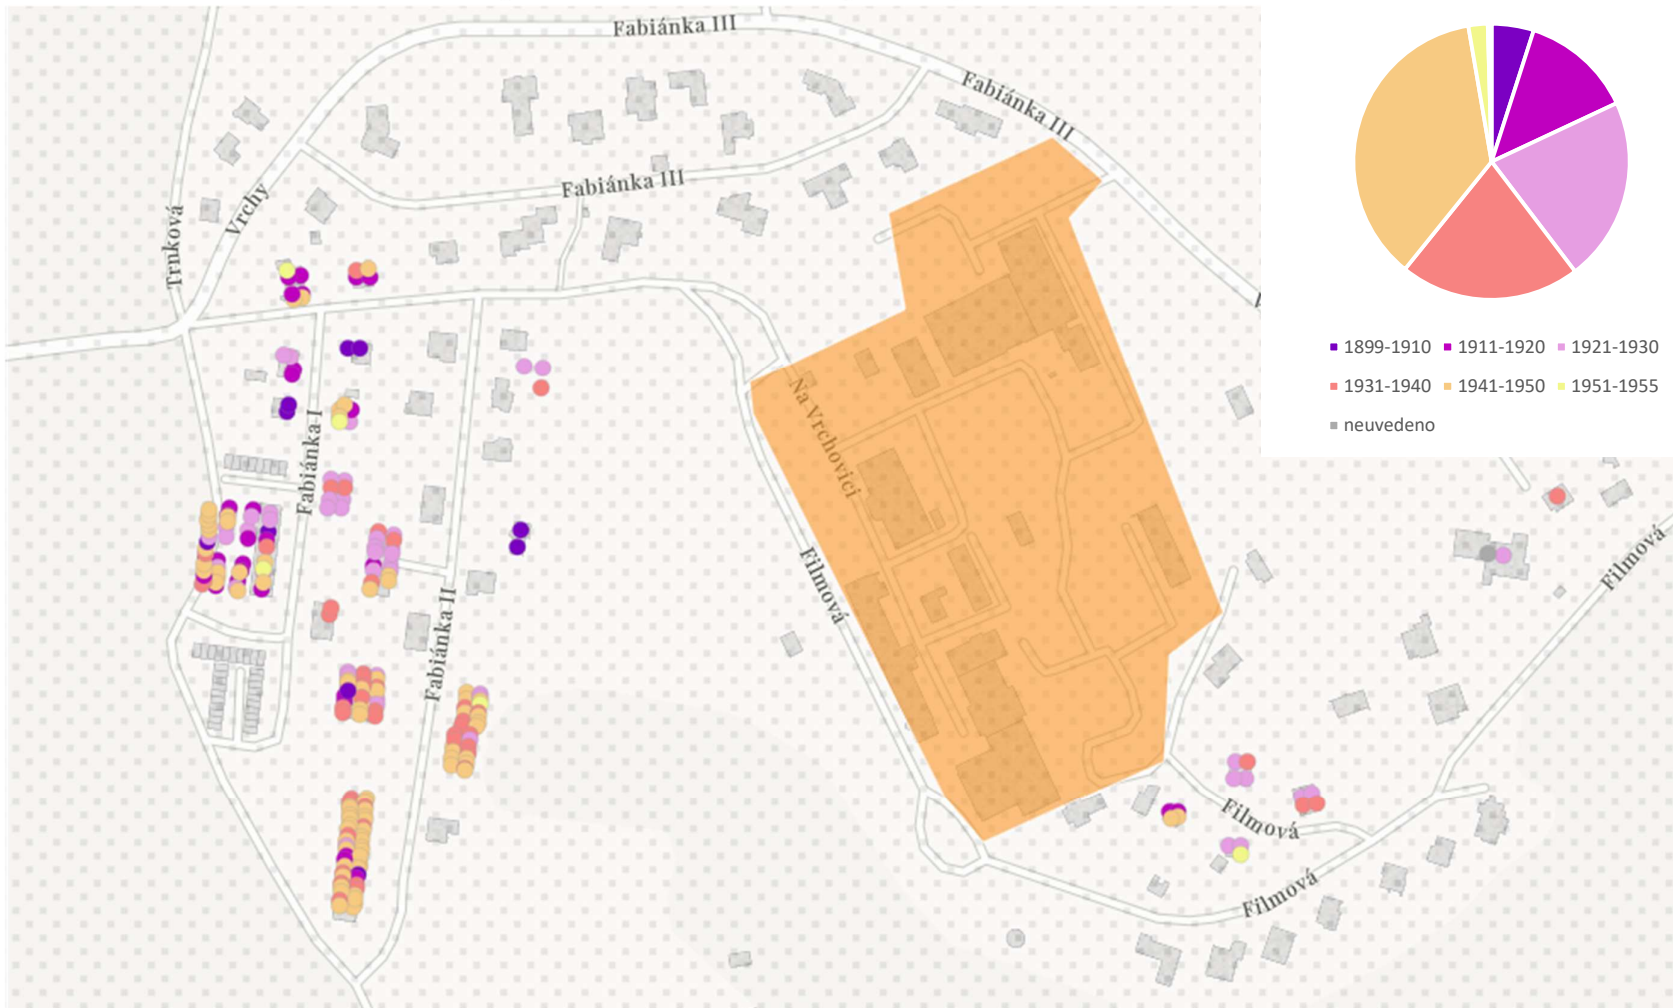 Fabiánka III
Fabiánka III
Fabiánka III
Vrchy
Trnková
Na Vrchovici
Fabiánka I
Fabiánka II
Filmová
Filmová
Filmová
Filmová
1899-1910 1911-1920 1921-1930
1931-1940 1941-1950 1951-1955
neuvedeno